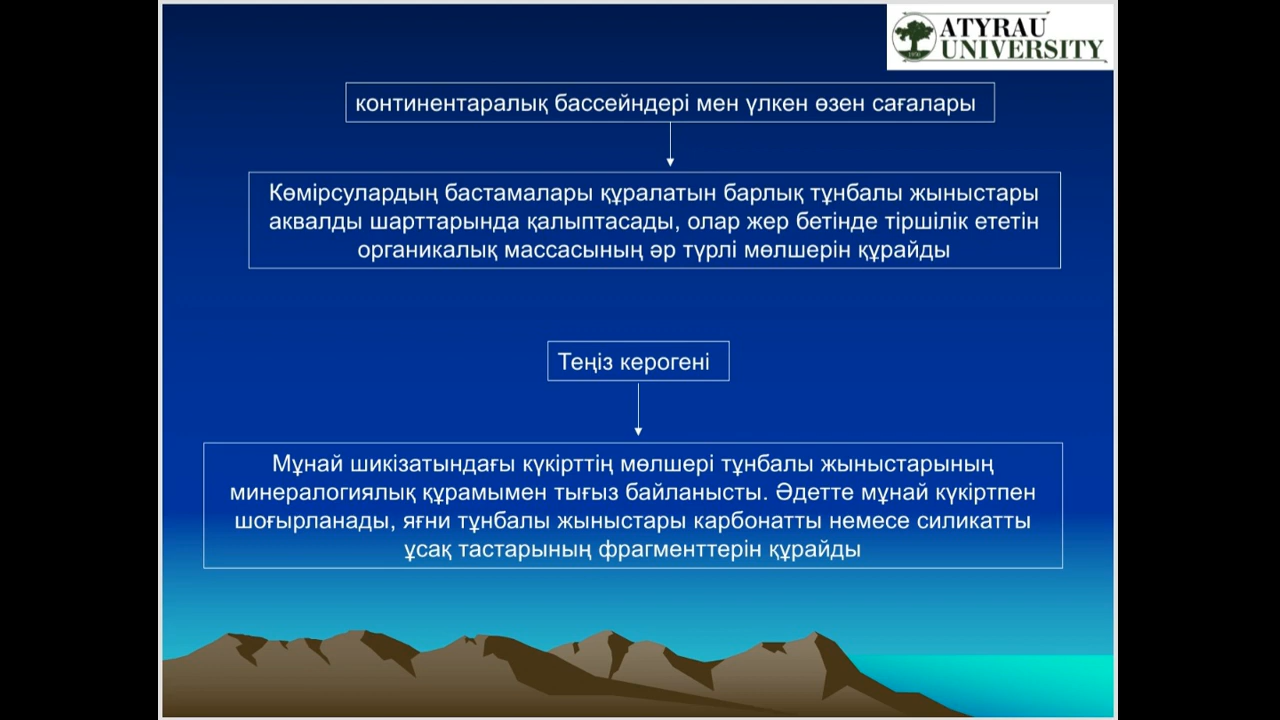 ATYRAU
UNIVERSITY
континентаралық бассейндері мен үлкен өзен сағалары
Көмірсулардың бастамалары құралатын барлық тұнбалы жыныстары
аквалды шарттарында қалыптасады, олар жер бетінде тіршілік ететін
органикалық массасының әр түрлі мөлшерін құрайды
Теңіз керогені
Мұнай шикізатындағы күкірттің мөлшері тұнбалы жыныстарының
минералогиялық құрамымен тығыз байланысты. Әдетте мұнай күкіртпен
шоғырланады, яғни тұнбалы жыныстары карбонатты немесе силикатты
ұсақ тастарының фрагменттерін құрайды